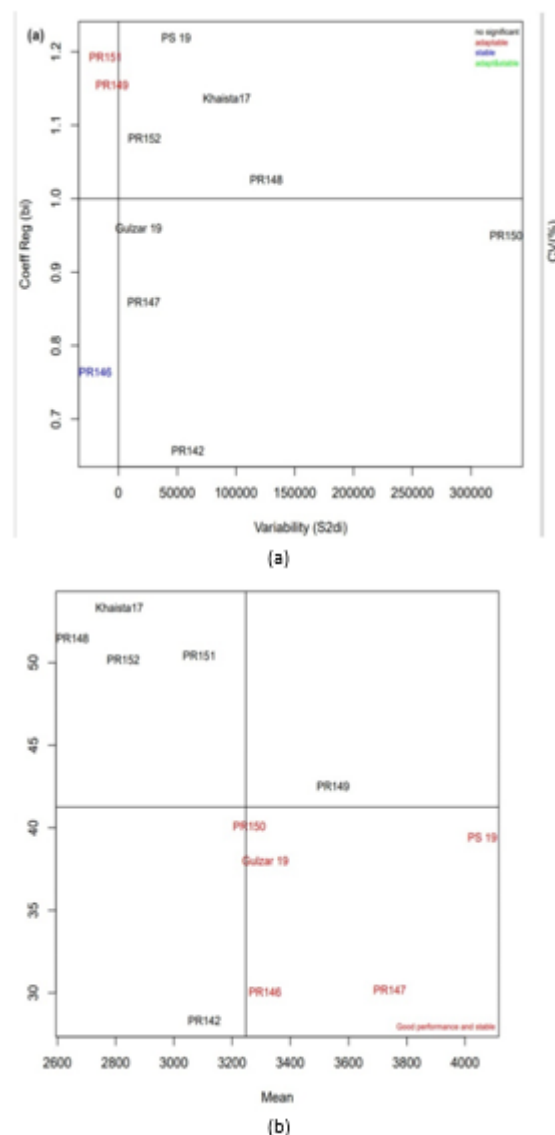 (a)
PS 19
no significant
adaptable
stable
adapt&stable
PR151
PR149
Khaista17
PR152
PR148
Gulzar 19
PR150
PR147
PR146
PR142
1.2
1.1
1.0
0.9
0.8
0.7
Coeff Reg (bi)
CV(%)
0 50000 100000 150000 200000 250000 300000
Variability (S2di)
(a)
Khaista17
PR148
PR152
PR151
PR149
PR150
PS 19
Gulzar 19
PR146
PR147
PR142
Good performance and stable
50
45
40
35
30
2600 2800 3000 3200 3400 3600 3800 4000
Mean
(b)